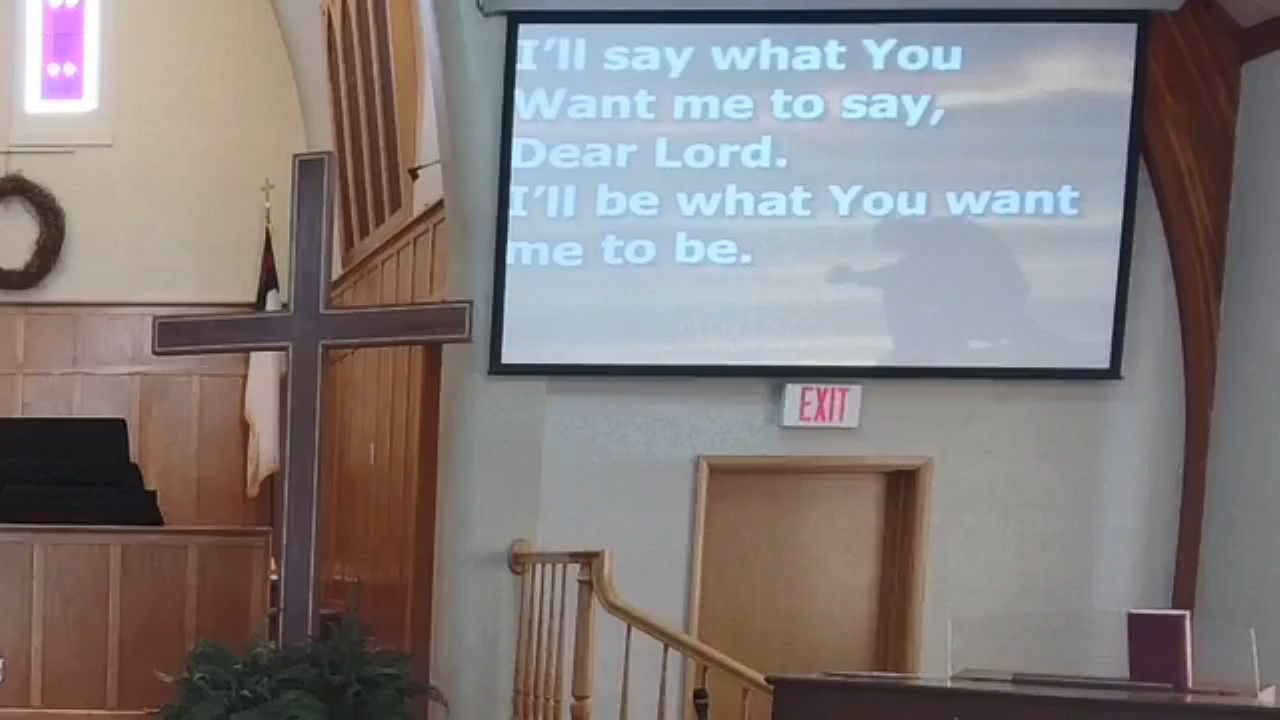 I'll say what You
Want me to say,
Dear Lord.
I'll be what You want
me to be.
EXIT